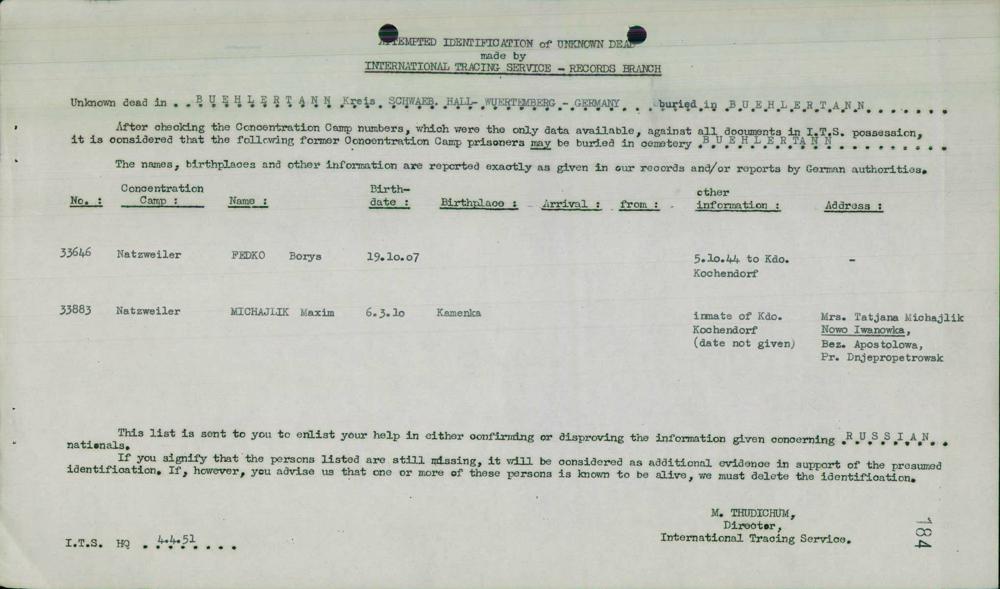 ATTEMPTED IDENTIFICATION of UNKNOWN DEAD
made by
INTERNATIONAL TRACING SERVICE - RECORDS BRANCH
Unknown dead in . . B U E H L E R T A N N Kreis SCHWAEB. HALL- WUERTEMBERG - GERMANY . . . buried in B U E H L E R T A N N . . . . . . .
After checking the Concentration Camp numbers, which were the only data available, against all documents in I.T.S. possession,
it is considered that the following former Concentration Camp prisoners may be buried in cemetery B U E H L E R T A N N . . . . . . . . . .
The names, birthplaces and other information are reported exactly as given in our records and/or reports by German authorities.
No. : Concentration Camp : Name : Birth-date : Birthplace : Arrival : from : other information : Address :
33646 Natzweiler FEDKO Borys 19.10.07 5.10.44 to Kdo. -
Kochendorf
33883 Natzweiler MICHAJLIK Maxim 6.3.10 Kamenka inmate of Kdo. Mrs. Tatjana Michajlik
Kochendorf Nowo Iwanowka,
(date not given) Bez. Apostolowa,
Pr. Dnjepropetrowsk
This list is sent to you to enlist your help in either confirming or disproving the information given concerning R U S S I A N . .
nationals.
If you signify that the persons listed are still missing, it will be considered as additional evidence in support of the presumed
identification. If, however, you advise us that one or more of these persons is known to be alive, we must delete the identification.
M. THUDICHUM,
Director,
International Tracing Service.
I.T.S. HQ . 4.4.51 . . . .
184